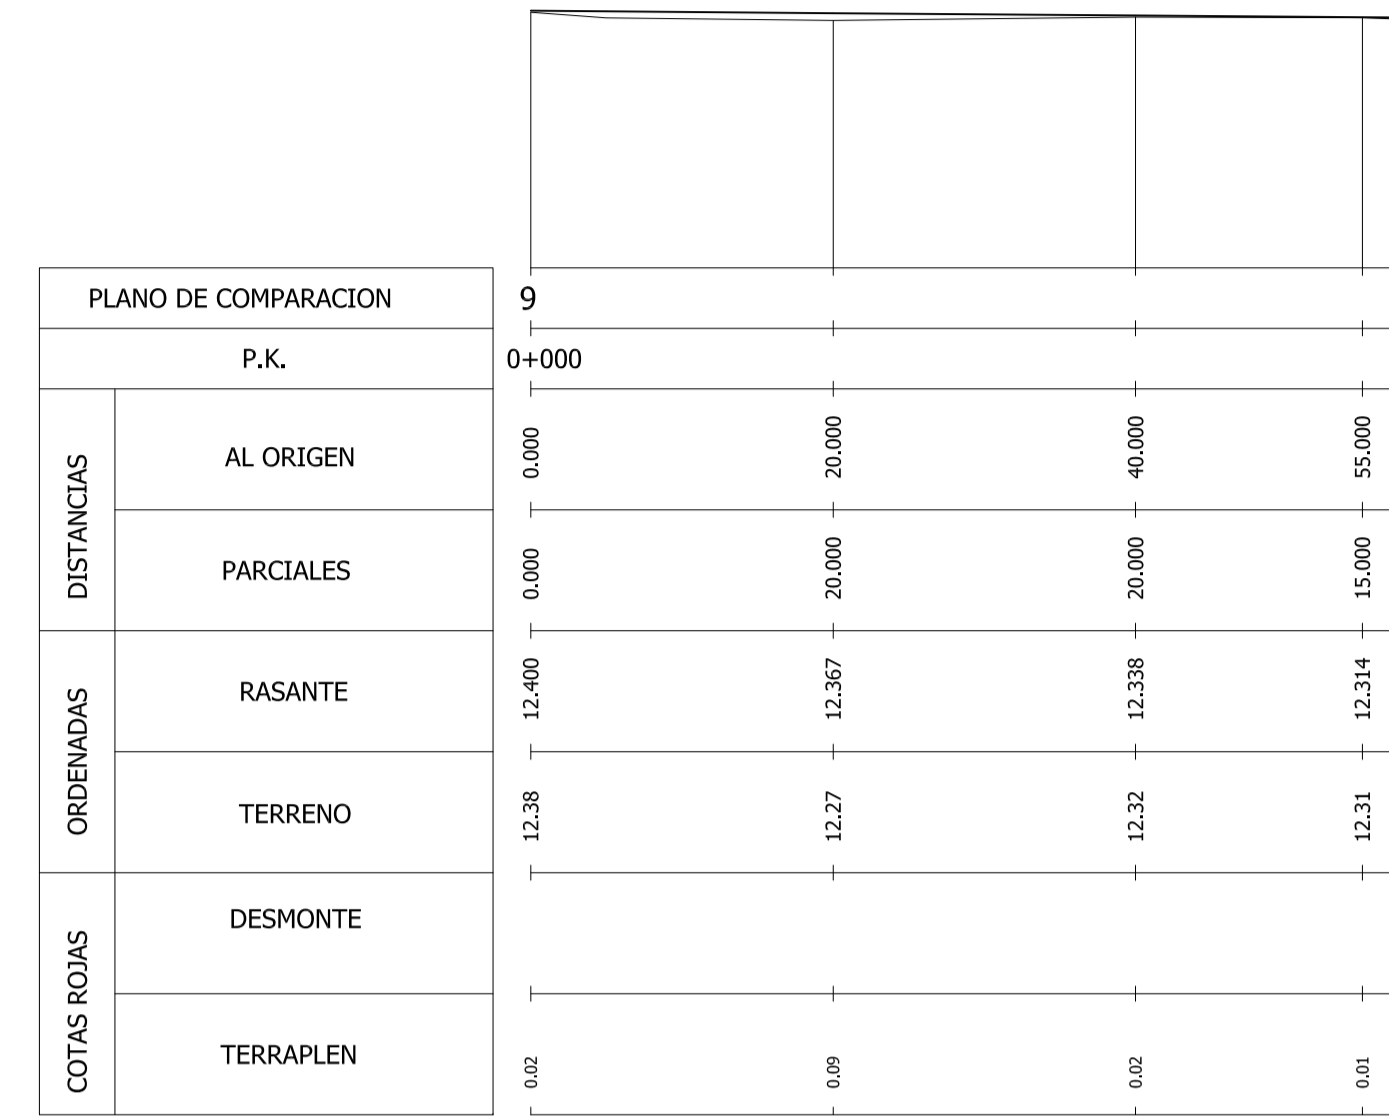 PLANO DE COMPARACION 9
P.K. 0+000
DISTANCIAS
AL ORIGEN 0.000 20.000 40.000 55.000
PARCIALES 0.000 20.000 20.000 15.000
ORDENADAS
RASANTE 12.400 12.367 12.338 12.314
TERRENO 12.38 12.27 12.32 12.31
COTAS ROJAS
DESMONTE
TERRAPLEN 0.02 0.09 0.02 0.01